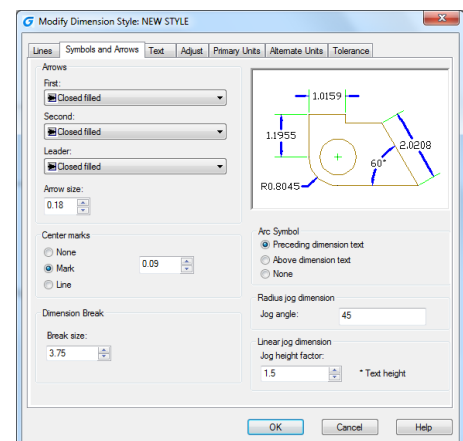 Modify Dimension Style: NEW STYLE
Lines Symbols and Arrows Text Adjust Primary Units Alternate Units Tolerance
Arrows
First:
Closed filled
Second:
Closed filled
Leader:
Closed filled
Arrow size:
0.18
Center marks
None
Mark
0.09
Line
Dimension Break
Break size:
3.75
1.0159
1.1955
2.0208
60°
R0.8045
Arc Symbol
Preceding dimension text
Above dimension text
None
Radius jog dimension
Jog angle:
45
Linear jog dimension
Jog height factor:
1.5
* Text height
OK Cancel Help